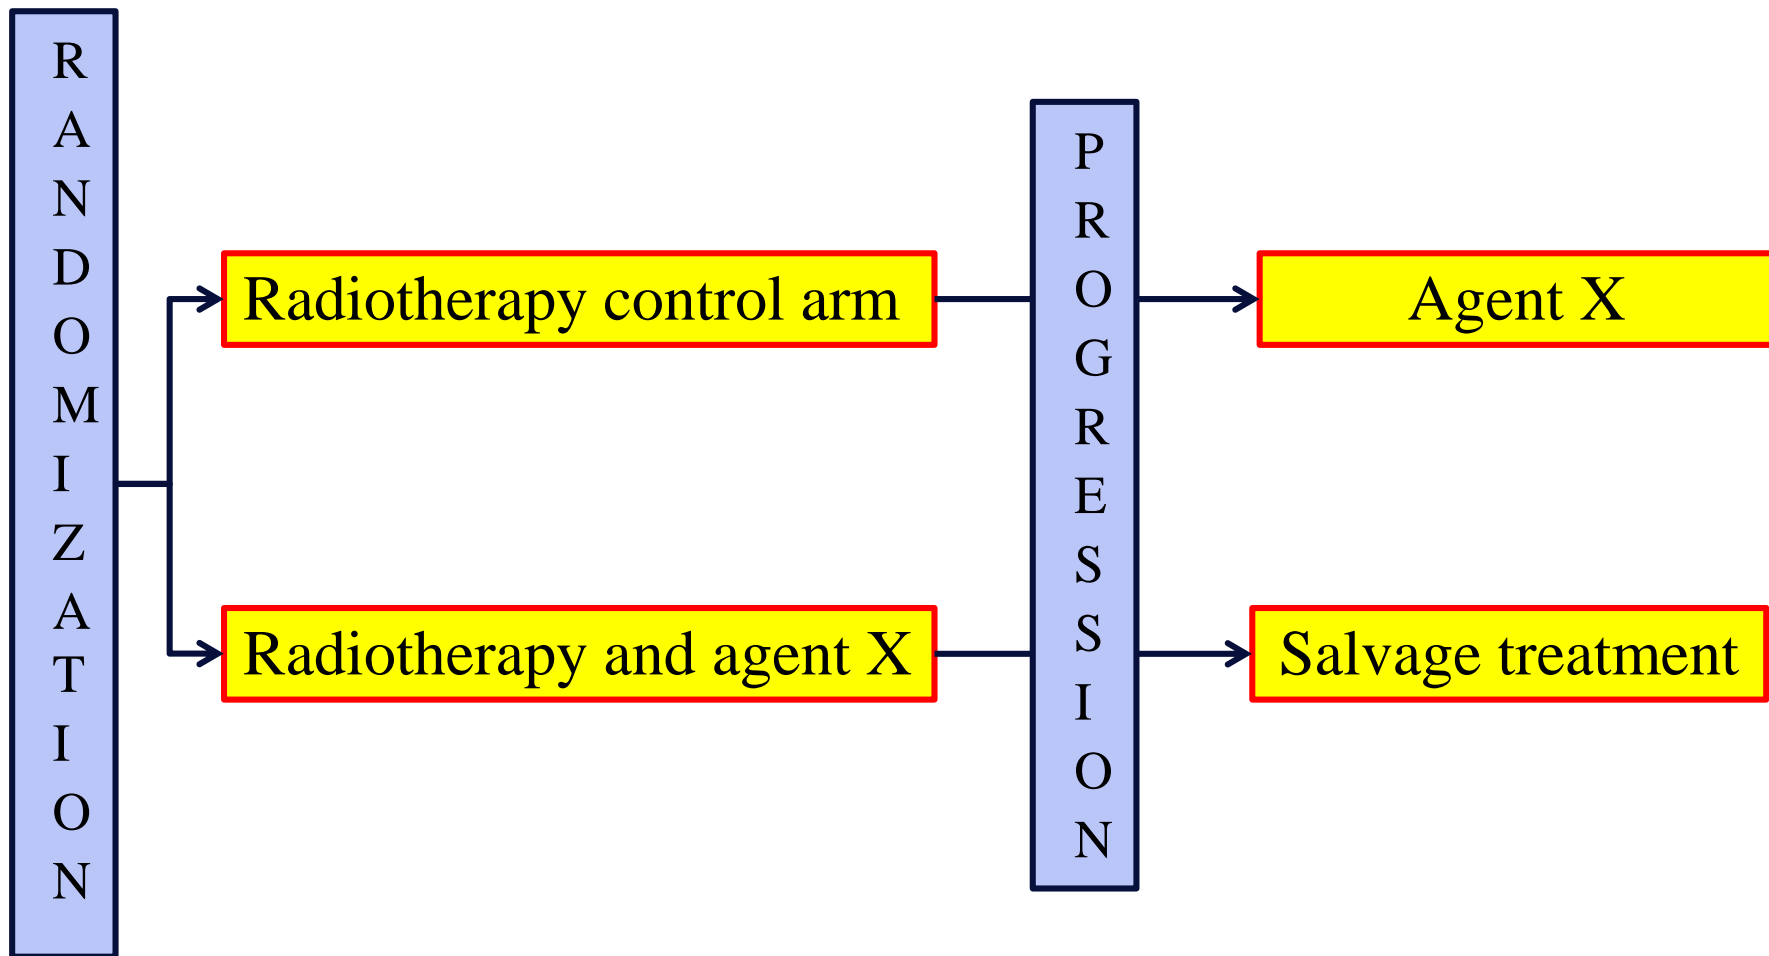 RANDOMIZATION
Radiotherapy control arm
Radiotherapy and agent X
PROGRESSION
Agent X
Salvage treatment